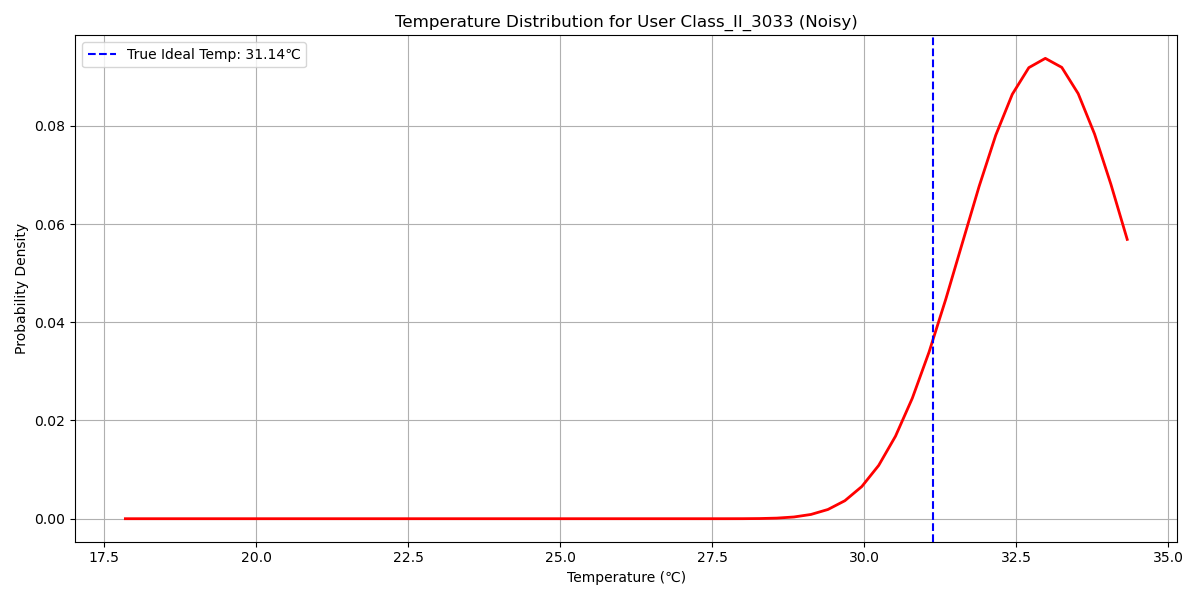 Temperature Distribution for User Class_II_3033 (Noisy)
True Ideal Temp: 31.14℃
Probability Density
0.08
0.06
0.04
0.02
0.00
17.5 20.0 22.5 25.0 27.5 30.0 32.5 35.0
Temperature (℃)